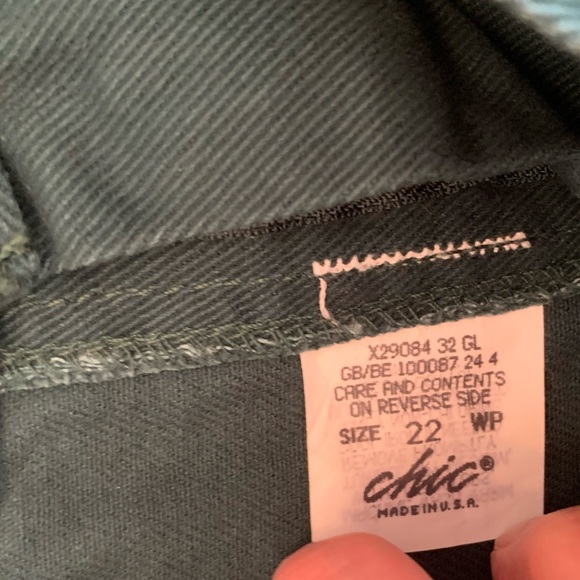 X29084 32 GL
GB/BE 100087 24 4
CARE AND CONTENTS
ON REVERSE SIDE
SIZE 22 WP
chic®
MADE IN U.S.A.